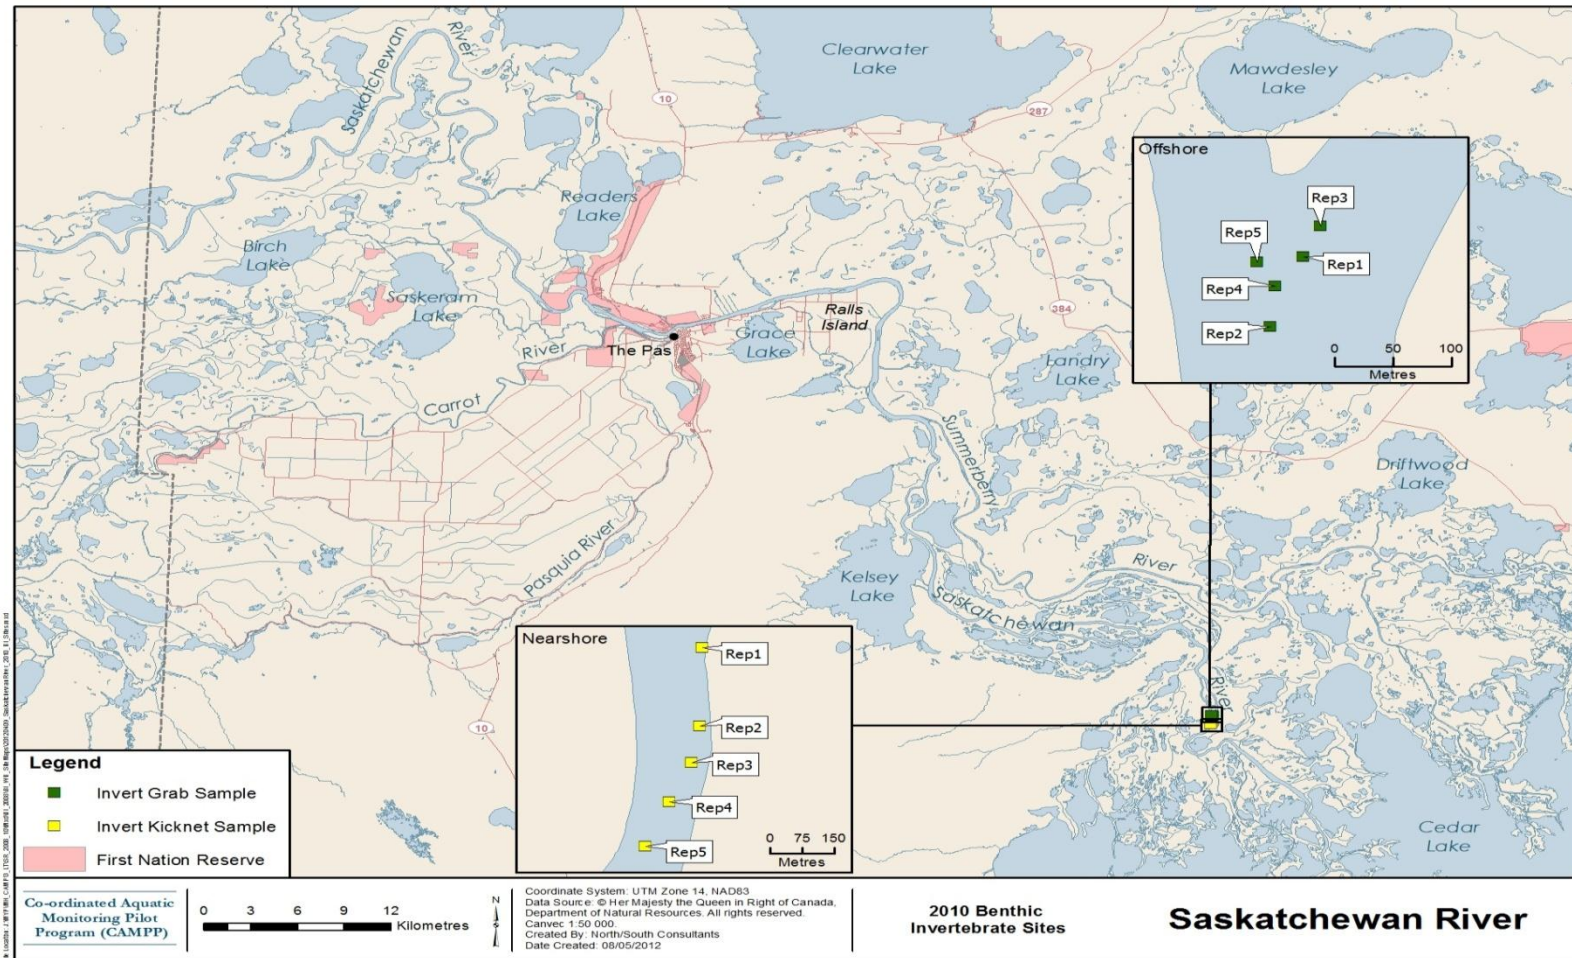 Saskatchewan
River
Clearwater
Lake
Mawdesley
Lake
10
287
Offshore
Rep3
Rep5
Rep1
Rep4
Rep2
0 50 100
Metres
Readers
Lake
Birch
Lake
Saskeram
Lake
384
Ralls
Island
Grace
Lake
The Pas
River
Carrot
Landry
Lake
Summerberry
Driftwood
Lake
Pasquia River
Kelsey
Lake
River
Saskatchewan
River
Nearshore
Rep1
Rep2
Rep3
Rep4
Rep5
0 75 150
Metres
10
Cedar
Lake
Legend
Invert Grab Sample
Invert Kicknet Sample
First Nation Reserve
Co-ordinated Aquatic
Monitoring Pilot
Program (CAMPP)
0 3 6 9 12
Kilometres
N
Coordinate System: UTM Zone 14, NAD83
Data Source: © Her Majesty the Queen in Right of Canada,
Department of Natural Resources. All rights reserved.
Canvec 1:50 000.
Created By: North/South Consultants
Date Created: 08/05/2012
2010 Benthic
Invertebrate Sites
Saskatchewan River